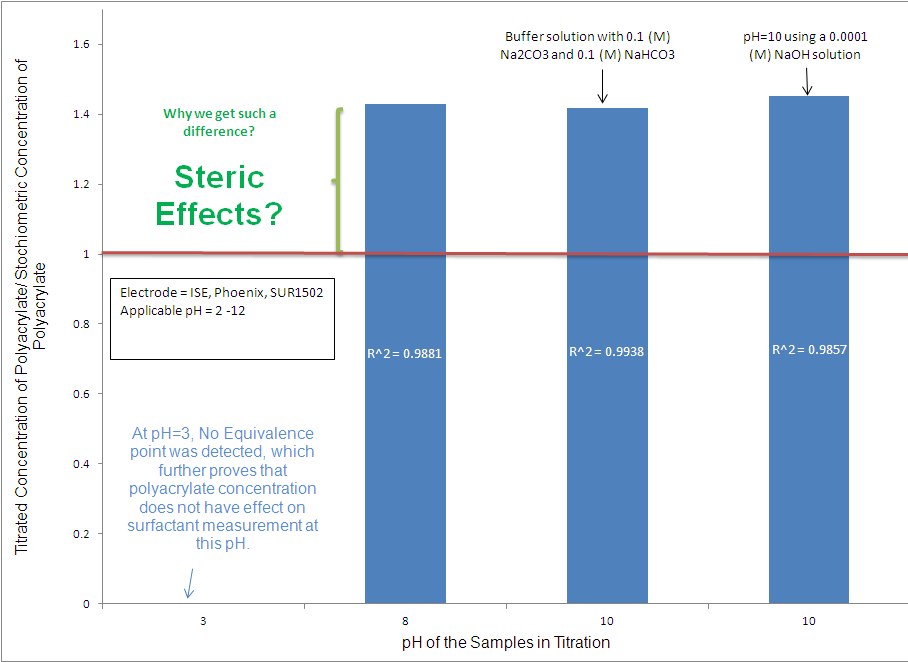 Titrated Concentration of Polyacrylate/ Stochiometric Concentration of
Polyacrylate
1.6
1.4
1.2
1
0.8
0.6
0.4
0.2
0
Why we get such a
difference?
Steric
Effects?
Buffer solution with 0.1 (M)
Na2CO3 and 0.1 (M) NaHCO3
pH=10 using a 0.0001
(M) NaOH solution
Electrode = ISE, Phoenix, SUR1502
Applicable pH = 2 -12
R^2 = 0.9881
R^2 = 0.9938
R^2 = 0.9857
At pH=3, No Equivalence
point was detected, which
further proves that
polyacrylate concentration
does not have effect on
surfactant measurement at
this pH.
3
8
10
10
pH of the Samples in Titration